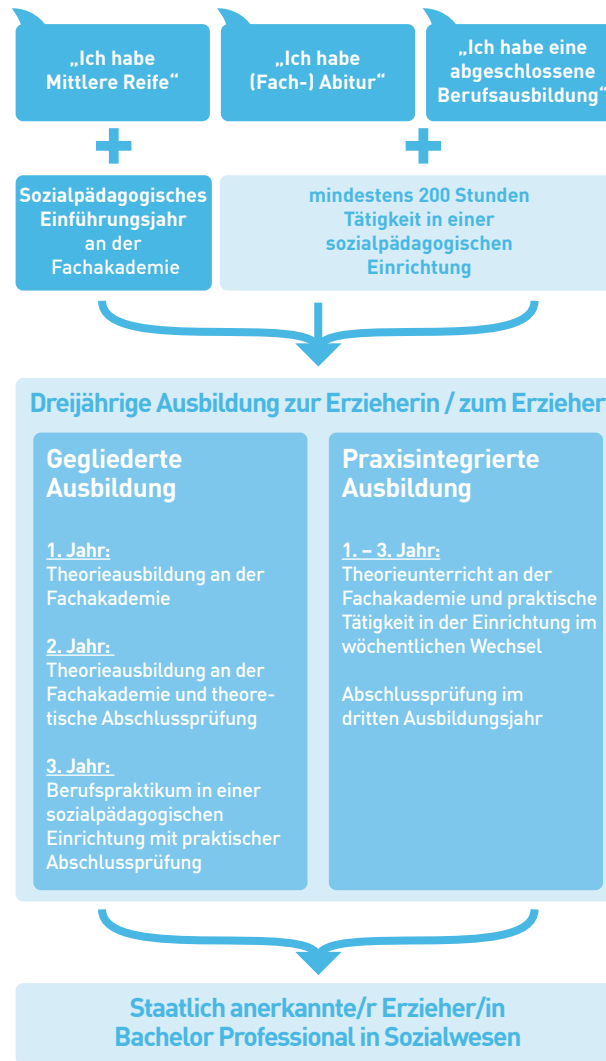 „Ich habe
Mittlere Reife“
„Ich habe
(Fach-) Abitur“
„Ich habe eine
abgeschlossene
Berufsausbildung“
Sozialpädagogisches
Einführungsjahr
an der
Fachakademie
mindestens 200 Stunden
Tätigkeit in einer
sozialpädagogischen
Einrichtung
Dreijährige Ausbildung zur Erzieherin / zum Erzieher
Gegliederte
Ausbildung
1. Jahr:
Theorieausbildung an der
Fachakademie
2. Jahr:
Theorieausbildung an der
Fachakademie und theore-
tische Abschlussprüfung
3. Jahr:
Berufspraktikum in einer
sozialpädagogischen
Einrichtung mit praktischer
Abschlussprüfung
Praxisintegrierte
Ausbildung
1. – 3. Jahr:
Theorieunterricht an der
Fachakademie und praktische
Tätigkeit in der Einrichtung im
wöchentlichen Wechsel
Abschlussprüfung im
dritten Ausbildungsjahr
Staatlich anerkannte/r Erzieher/in
Bachelor Professional in Sozialwesen